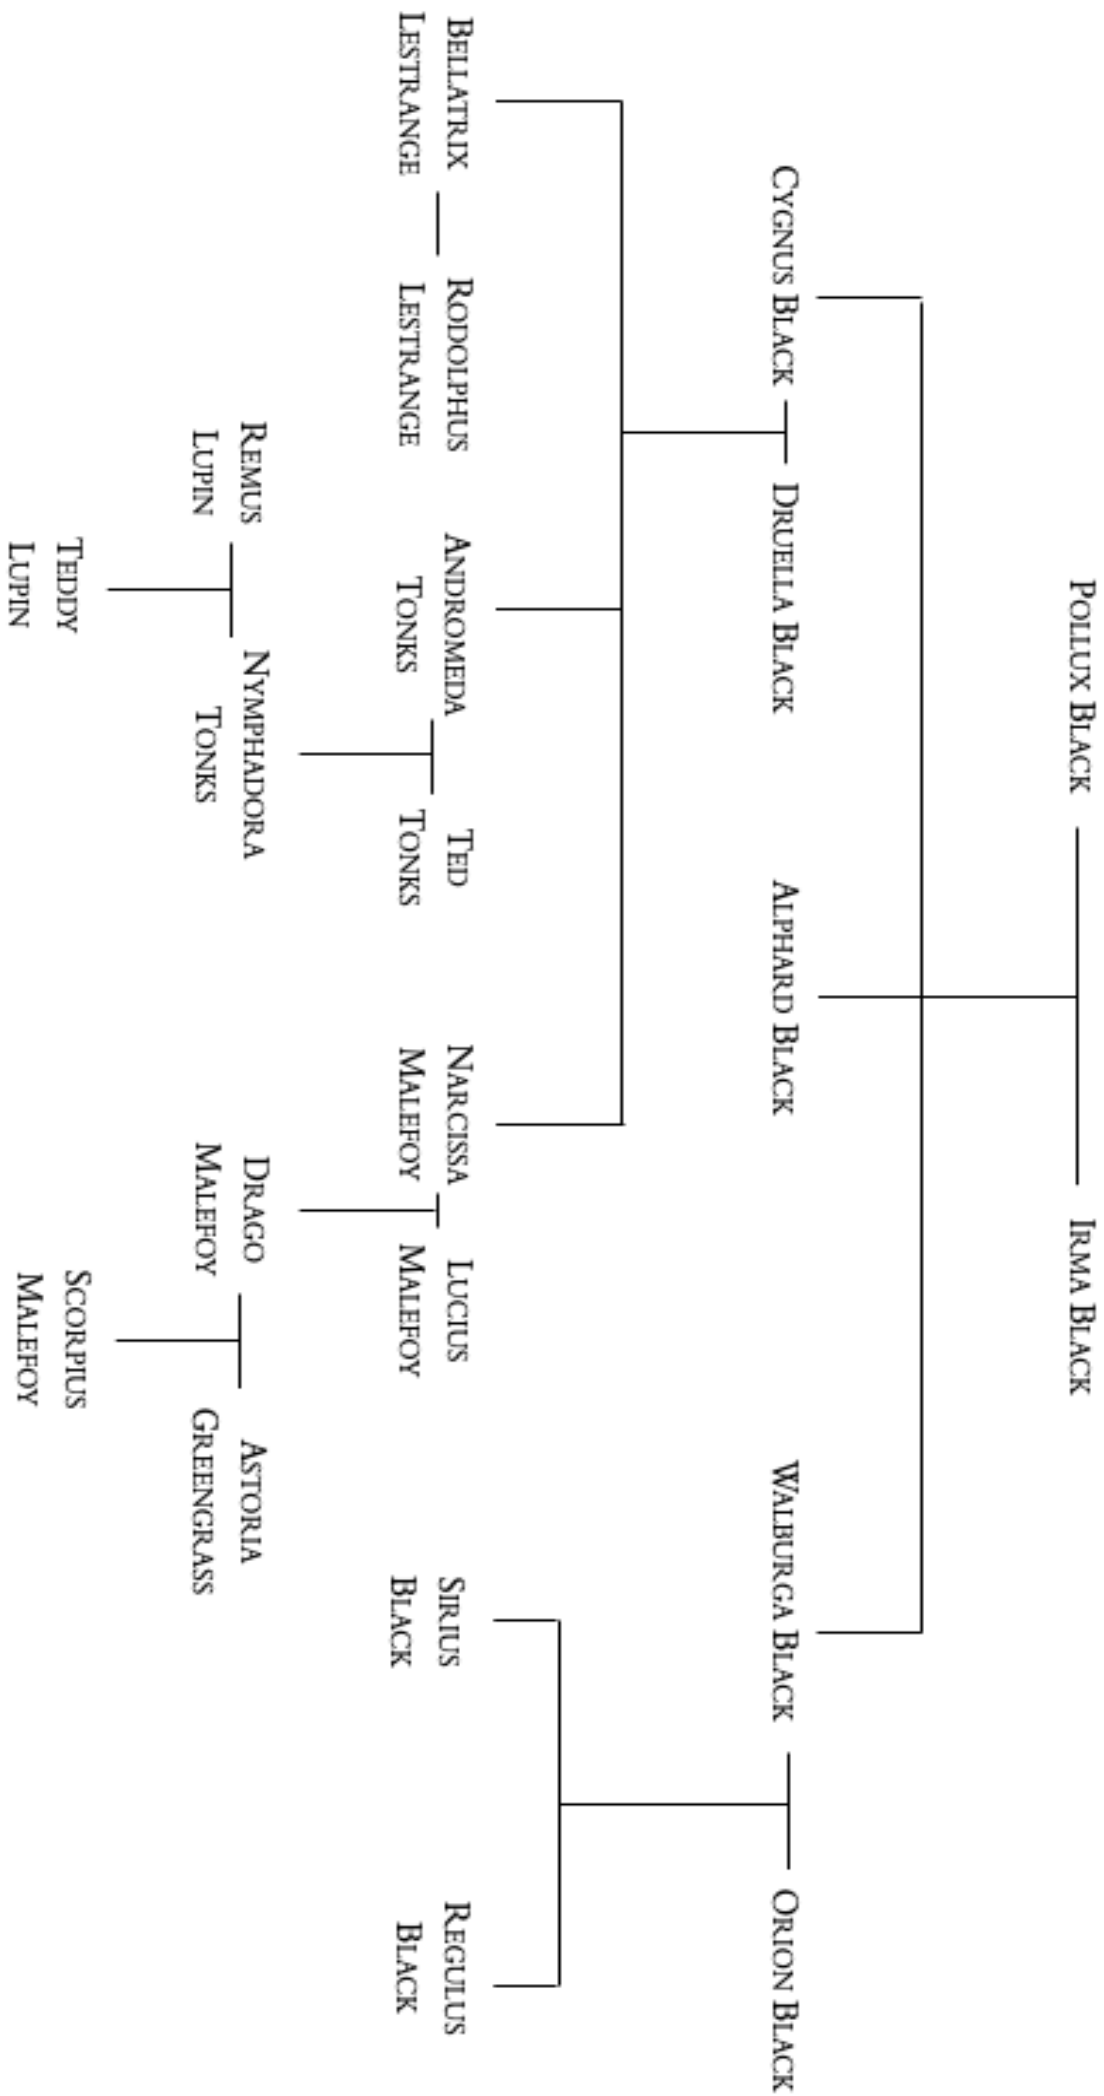 POLLUX BLACK
IRMA BLACK
CYGNUS BLACK
DRUELLA BLACK
ALPHARD BLACK
WALBURGA BLACK
ORION BLACK
BELLATRIX
LESTRANGE
RODOLPHUS
LESTRANGE
ANDROMEDA
TONKS
TED
TONKS
NARCISSA
MALEFOY
LUCIUS
MALEFOY
SIRIUS
BLACK
REGULUS
BLACK
REMUS
LUPIN
NYMPHADORA
TONKS
DRAGO
MALEFOY
ASTORIA
GREENGRASS
TEDDY
LUPIN
SCORPIUS
MALEFOY